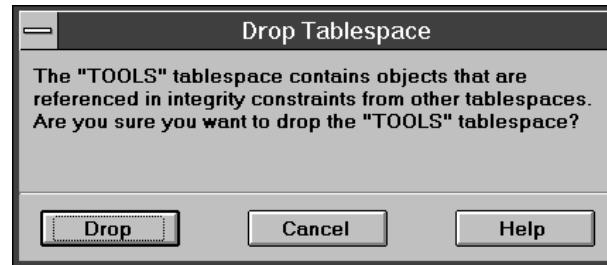 Drop Tablespace
The "TOOLS" tablespace contains objects that are
referenced in integrity constraints from other tablespaces.
Are you sure you want to drop the "TOOLS" tablespace?
Drop Cancel Help